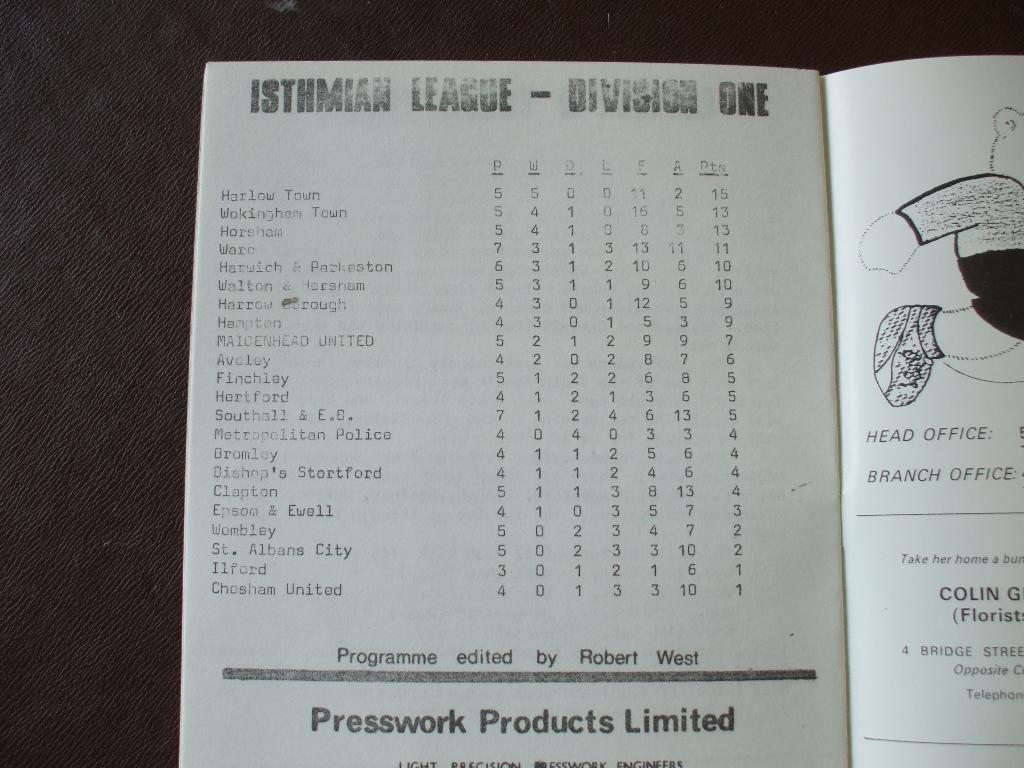 ISTHMIAN LEAGUE - DIVISION ONE
P W D L F A Pts
Harlow Town 5 5 0 0 11 2 15
Wokingham Town 5 4 1 0 16 5 13
Horsham 5 4 1 0 8 3 13
Ware 7 3 1 3 13 11 11
Harwich & Parkeston 6 3 1 2 10 6 10
Walton & Hersham 5 3 1 1 9 6 10
Harrow Borough 4 3 0 1 12 5 9
Hampton 4 3 0 1 5 3 9
MAIDENHEAD UNITED 5 2 1 2 9 9 7
Aveley 4 2 0 2 8 7 6
Finchley 5 1 2 2 6 8 5
Hertford 4 1 2 1 3 6 5
Southall & E.B. 7 1 2 4 6 13 5
Metropolitan Police 4 0 4 0 3 3 4
Bromley 4 1 1 2 5 6 4
Bishop's Stortford 4 1 1 2 4 6 4
Clapton 5 1 1 3 8 13 4
Epsom & Ewell 4 1 0 3 5 7 3
Wembley 5 0 2 3 4 7 2
St. Albans City 5 0 2 3 3 10 2
Ilford 3 0 1 2 1 6 1
Chesham United 4 0 1 3 3 10 1
Programme edited by Robert West
Presswork Products Limited
LIGHT PRECISION PRESSWORK ENGINEERS
HEAD OFFICE: 5
BRANCH OFFICE:
Take her home a bun
COLIN G
(Florists
4 BRIDGE STREE
Opposite C
Telephon